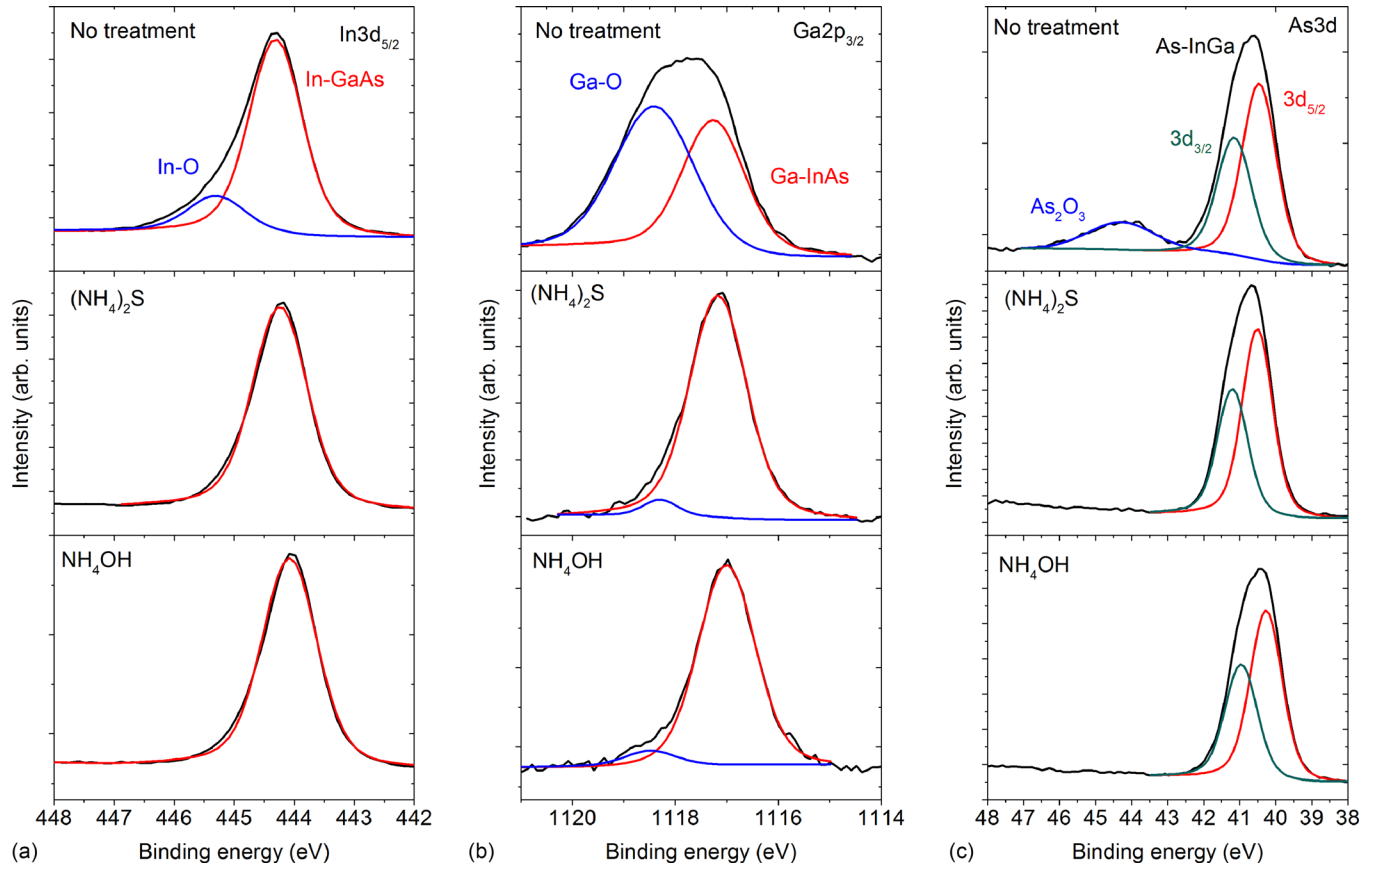 No treatment
In3d5/2
In-GaAs
In-O
(NH4)2S
NH4OH
Intensity (arb. units)
448 447 446 445 444 443 442
(a)
Binding energy (eV)
No treatment
Ga2p3/2
Ga-O
Ga-InAs
(NH4)2S
NH4OH
Intensity (arb. units)
1120 1118 1116 1114
(b)
Binding energy (eV)
No treatment
As3d
As-InGa
3d5/2
3d3/2
As2O3
(NH4)2S
NH4OH
Intensity (arb. units)
48 47 46 45 44 43 42 41 40 39 38
(c)
Binding energy (eV)